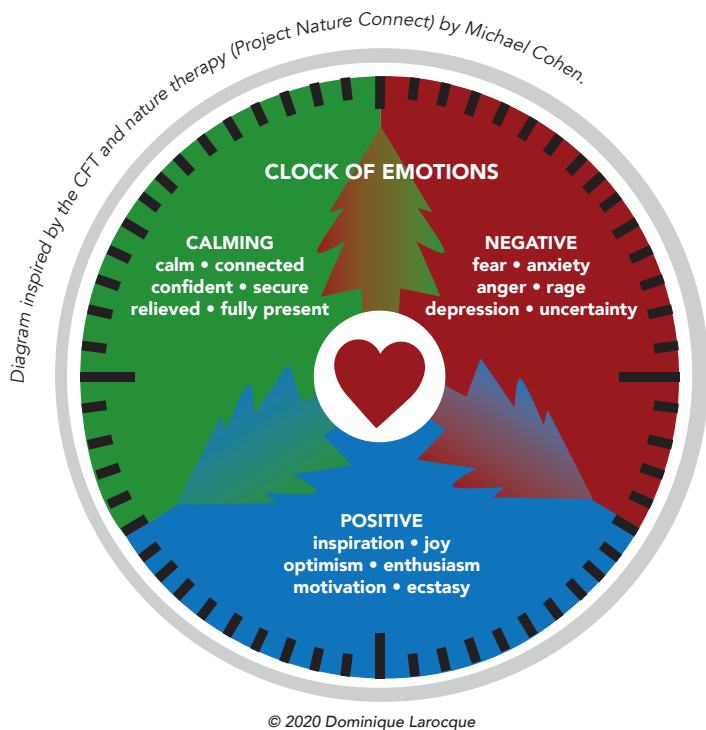 Diagram inspired by the CFT and nature therapy (Project Nature Connect) by Michael Cohen.
CLOCK OF EMOTIONS
CALMING
calm • connected
confident • secure
relieved • fully present
NEGATIVE
fear • anxiety
anger • rage
depression • uncertainty
POSITIVE
inspiration • joy
optimism • enthusiasm
motivation • ecstasy
© 2020 Dominique Larocque